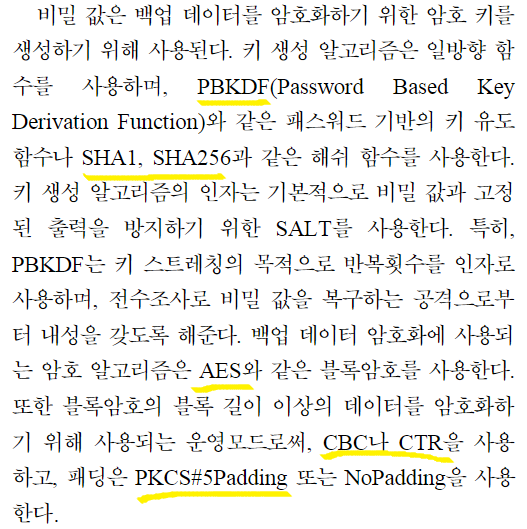 비밀 값은 백업 데이터를 암호화하기 위한 암호 키를
생성하기 위해 사용된다. 키 생성 알고리즘은 일방향 함
수를 사용하며, PBKDF(Password Based Key
Derivation Function)와 같은 패스워드 기반의 키 유도
함수나 SHA1, SHA256과 같은 해쉬 함수를 사용한다.
키 생성 알고리즘의 인자는 기본적으로 비밀 값과 고정
된 출력을 방지하기 위한 SALT를 사용한다. 특히,
PBKDF는 키 스트레칭의 목적으로 반복횟수를 인자로
사용하며, 전수조사로 비밀 값을 복구하는 공격으로부
터 내성을 갖도록 해준다. 백업 데이터 암호화에 사용되
는 암호 알고리즘은 AES와 같은 블록암호를 사용한다.
또한 블록암호의 블록 길이 이상의 데이터를 암호화하
기 위해 사용되는 운영모드로써, CBC나 CTR을 사용
하고, 패딩은 PKCS#5Padding 또는 NoPadding을 사용
한다.